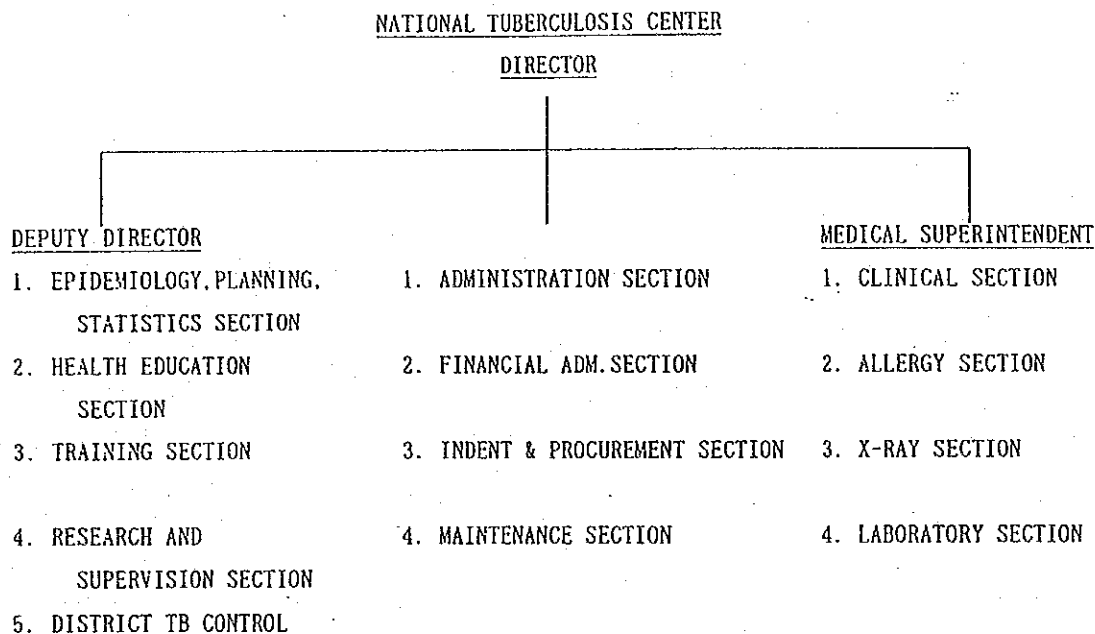 NATIONAL TUBERCULOSIS CENTER
DIRECTOR
DEPUTY DIRECTOR
1. EPIDEMIOLOGY, PLANNING,
STATISTICS SECTION
2. HEALTH EDUCATION
SECTION
3. TRAINING SECTION
4. RESEARCH AND
SUPERVISION SECTION
5. DISTRICT TB CONTROL
1. ADMINISTRATION SECTION
2. FINANCIAL ADM. SECTION
3. INDENT & PROCUREMENT SECTION
4. MAINTENANCE SECTION
MEDICAL SUPERINTENDENT
1. CLINICAL SECTION
2. ALLERGY SECTION
3. X-RAY SECTION
4. LABORATORY SECTION